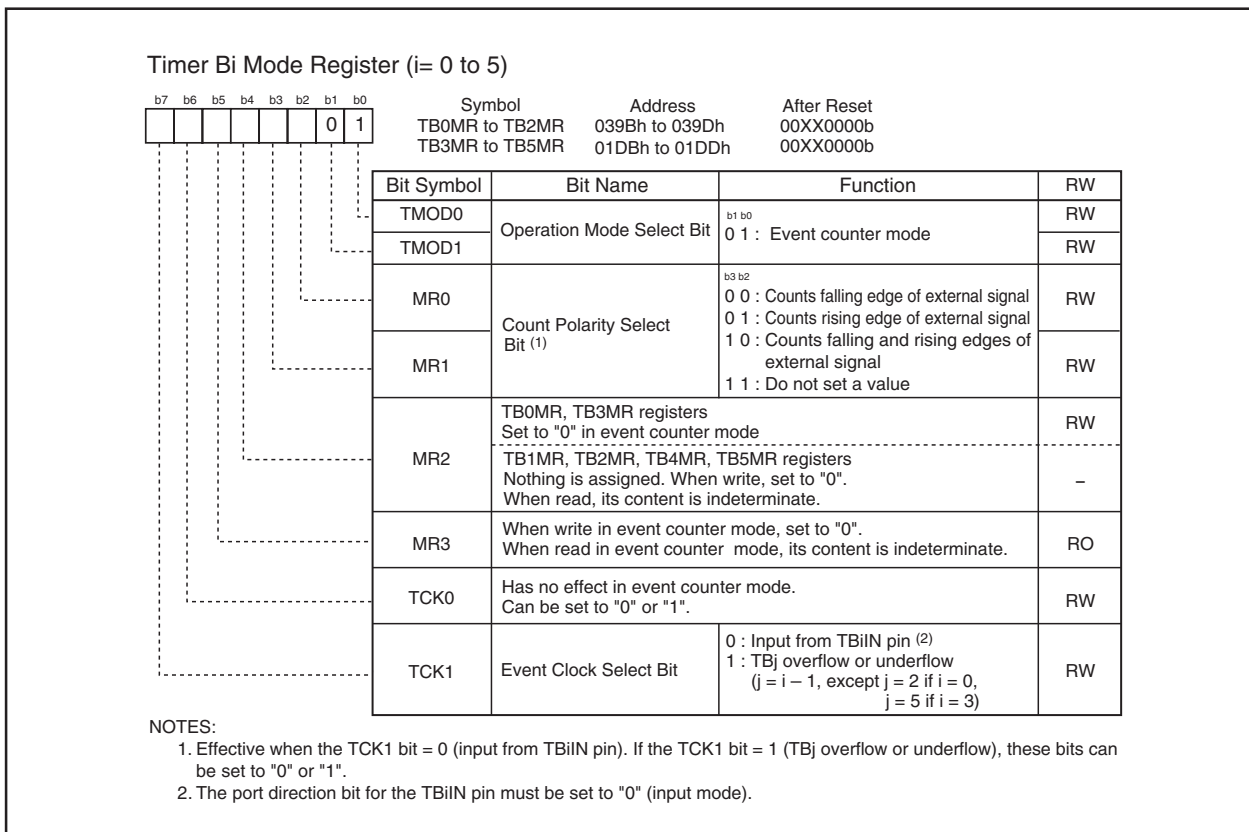 Timer Bi Mode Register (i= 0 to 5)
b7 b6 b5 b4 b3 b2 b1 b0
0 1
Symbol Address After Reset
TB0MR to TB2MR 039Bh to 039Dh 00XX0000b
TB3MR to TB5MR 01DBh to 01DDh 00XX0000b
Bit Symbol Bit Name Function RW
TMOD0 RW
Operation Mode Select Bit
b1 b0
0 1 : Event counter mode
TMOD1 RW
MR0 RW
Count Polarity Select
Bit (1)
b3 b2
0 0 : Counts falling edge of external signal
0 1 : Counts rising edge of external signal
1 0 : Counts falling and rising edges of
external signal
1 1 : Do not set a value
MR1 RW
MR2
TB0MR, TB3MR registers
Set to "0" in event counter mode
RW
TB1MR, TB2MR, TB4MR, TB5MR registers
Nothing is assigned. When write, set to "0".
When read, its content is indeterminate.
–
MR3
When write in event counter mode, set to "0".
When read in event counter mode, its content is indeterminate.
RO
TCK0
Has no effect in event counter mode.
Can be set to "0" or "1".
RW
TCK1 Event Clock Select Bit
0 : Input from TBiIN pin (2)
1 : TBj overflow or underflow
(j = i – 1, except j = 2 if i = 0,
j = 5 if i = 3)
RW
NOTES:
1. Effective when the TCK1 bit = 0 (input from TBiIN pin). If the TCK1 bit = 1 (TBj overflow or underflow), these bits can
be set to "0" or "1".
2. The port direction bit for the TBiIN pin must be set to "0" (input mode).